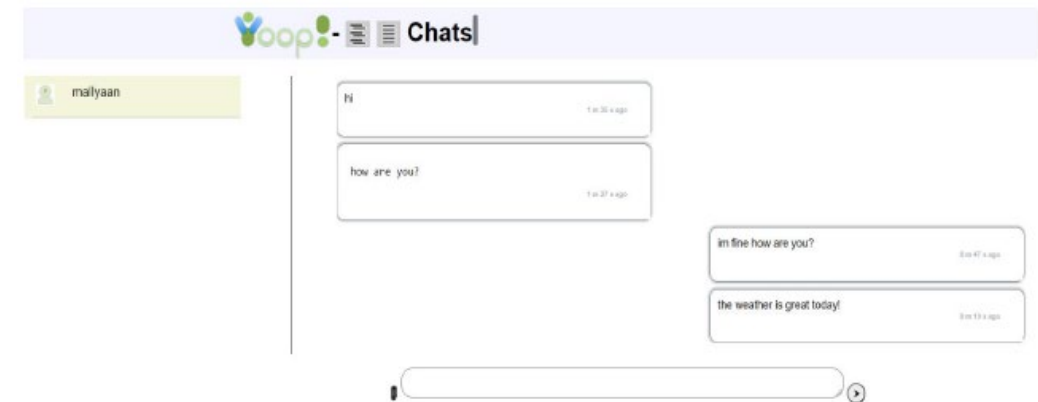 Yoop!- Chats
mallyaan
hi
how are you?
im fine how are you?
the weather is great today!